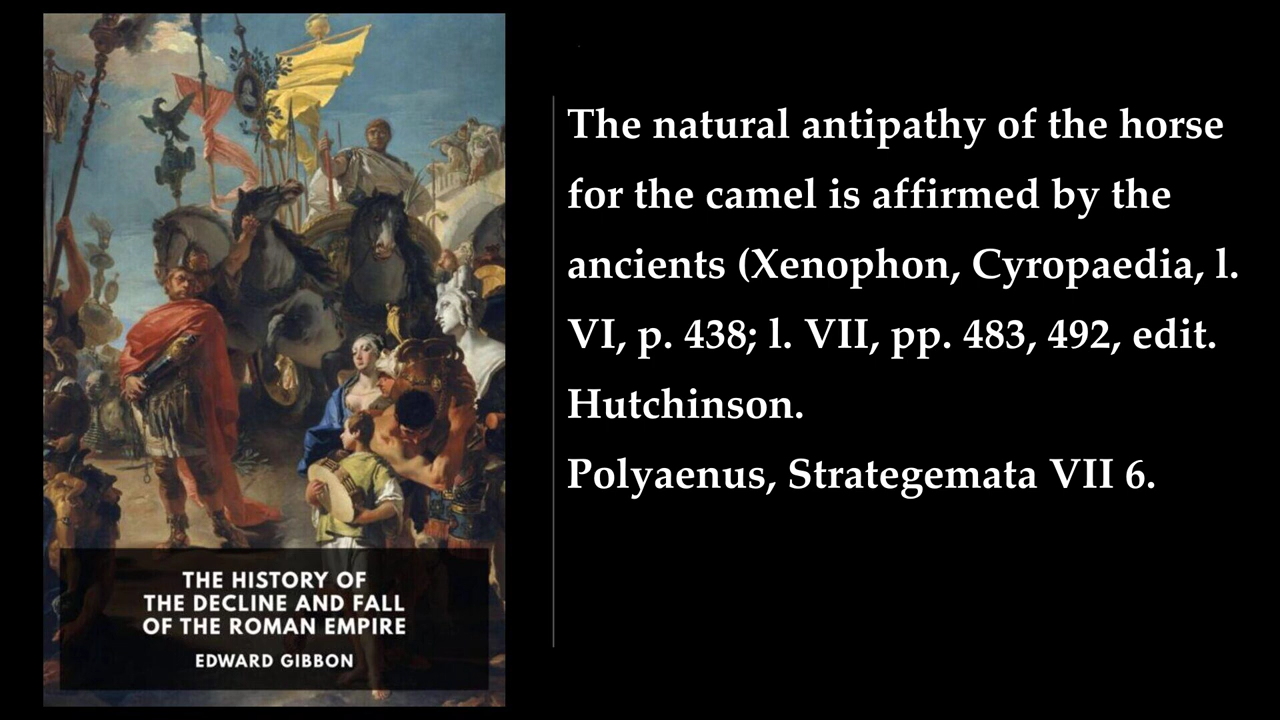 THE HISTORY OF
THE DECLINE AND FALL
OF THE ROMAN EMPIRE
EDWARD GIBBON
The natural antipathy of the horse
for the camel is affirmed by the
ancients (Xenophon, Cyropaedia, l.
VI, p. 438; l. VII, pp. 483, 492, edit.
Hutchinson.
Polyaenus, Strategemata VII 6.